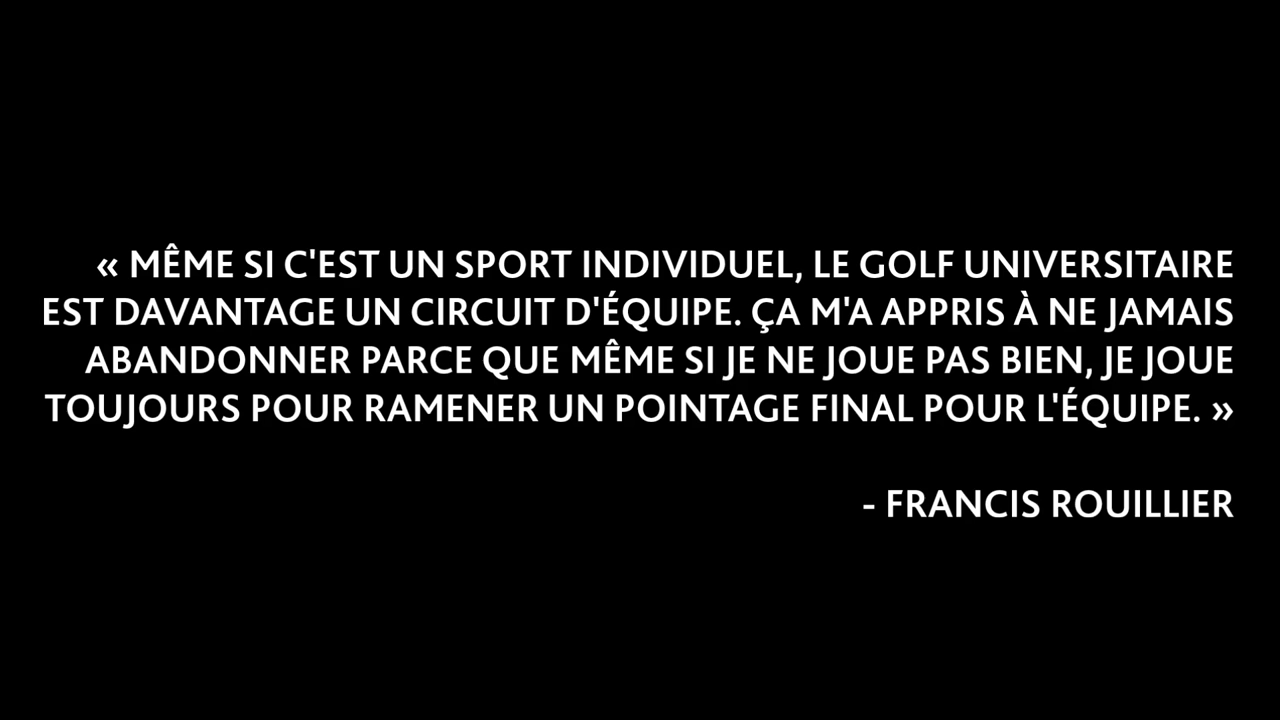 « MÊME SI C'EST UN SPORT INDIVIDUEL, LE GOLF UNIVERSITAIRE
EST DAVANTAGE UN CIRCUIT D'ÉQUIPE. ÇA M'A APPRIS À NE JAMAIS
ABANDONNER PARCE QUE MÊME SI JE NE JOUE PAS BIEN, JE JOUE
TOUJOURS POUR RAMENER UN POINTAGE FINAL POUR L'ÉQUIPE. »
- FRANCIS ROUILLIER